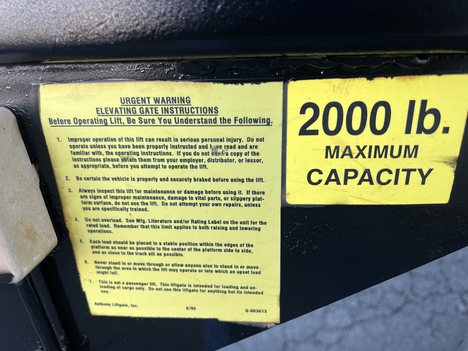 URGENT WARNING
ELEVATING GATE INSTRUCTIONS
Before Operating Lift, Be Sure You Understand the Following.
1. Improper operation of this lift can result in serious personal injury. Do not
operate unless you have been properly instructed and have read and are
familiar with, the operating instructions. If you do not have a copy of the
instructions please obtain them from your employer, distributor, or lessor,
as appropriate, before you attempt to operate the lift.
2. Be certain the vehicle is properly and securely braked before using the lift.
3. Always inspect this lift for maintenance or damage before using it. If there
are signs of improper maintenance, damage to vital parts, or slippery plat-
form surface, do not use the lift. Do not attempt your own repairs, unless
you are specifically trained.
4. Do not overload. See Mfg. Literature and/or Rating Label on the unit for the
rated load. Remember that this limit applies to both raising and lowering
operations.
5. Each load should be placed in a stable position within the edges of the
platform as near as possible to the center of the platform side to side,
and as close to the truck sill as possible.
6. Never stand in or move through or allow anyone else to stand in or move
through the area in which the lift may operate or into which an upset load
might fall.
7. This is not a passenger lift. This liftgate is intended for loading and un-
loading of cargo only. Do not use this liftgate for anything but its intended
use.
Anthony Liftgates, Inc.
2000 lb.
MAXIMUM
CAPACITY